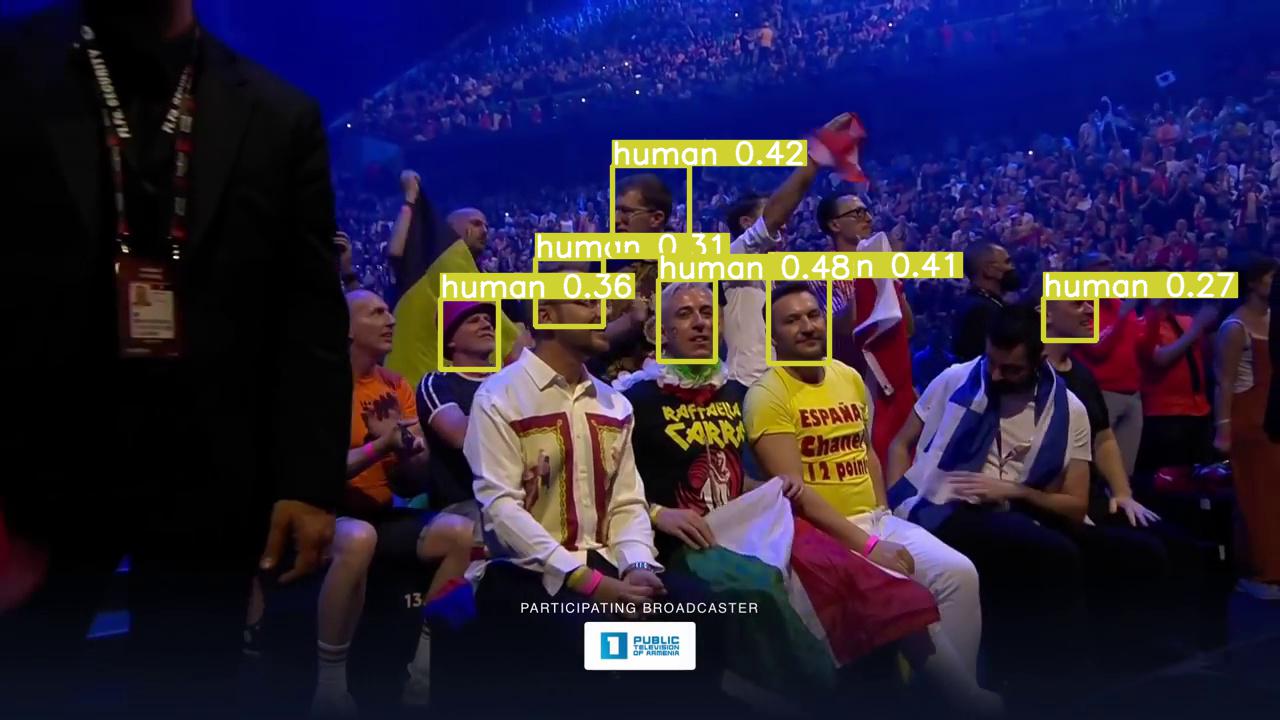 human 0.42
human 0.31
human 0.48
n 0.41
human 0.36
human 0.27
RAFFAELLA
CARRA
ESPAÑA
Chanel
12 points
13
PARTICIPATING BROADCASTER
1 PUBLIC
TELEVISION
OF ARMENIA